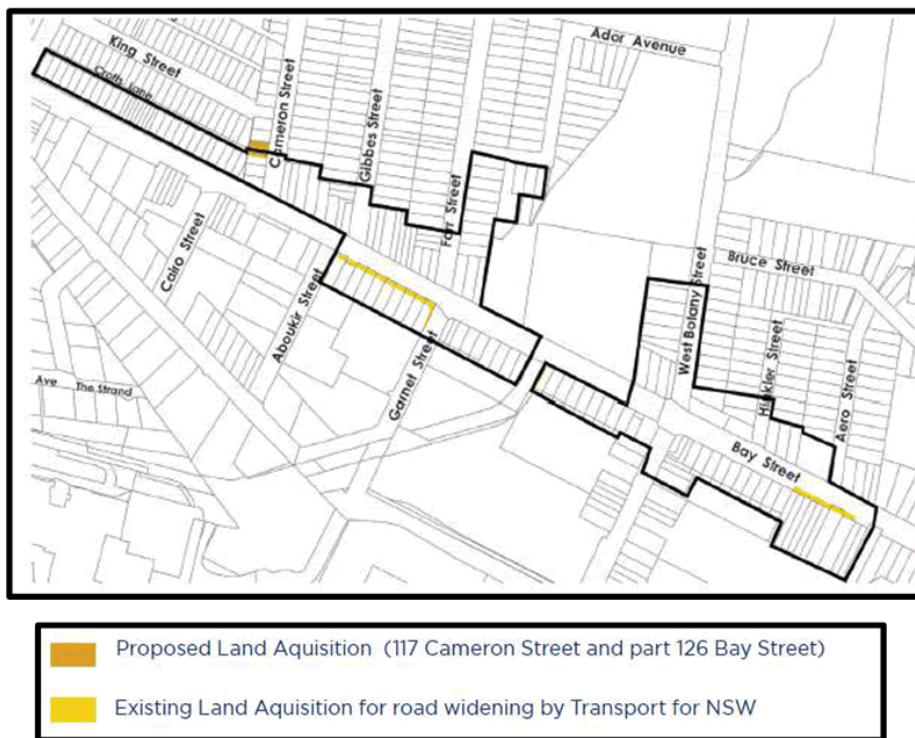 Ador Avenue
King Street
Croth Lane
Cameron Street
Gibbes Street
Farr Street
Cairo Street
Aboukir Street
Garnet Street
West Botany Street
Bruce Street
Hinkler Street
Aero Street
Ave The Strand
Bay Street
Proposed Land Aquisition (117 Cameron Street and part 126 Bay Street)
Existing Land Aquisition for road widening by Transport for NSW